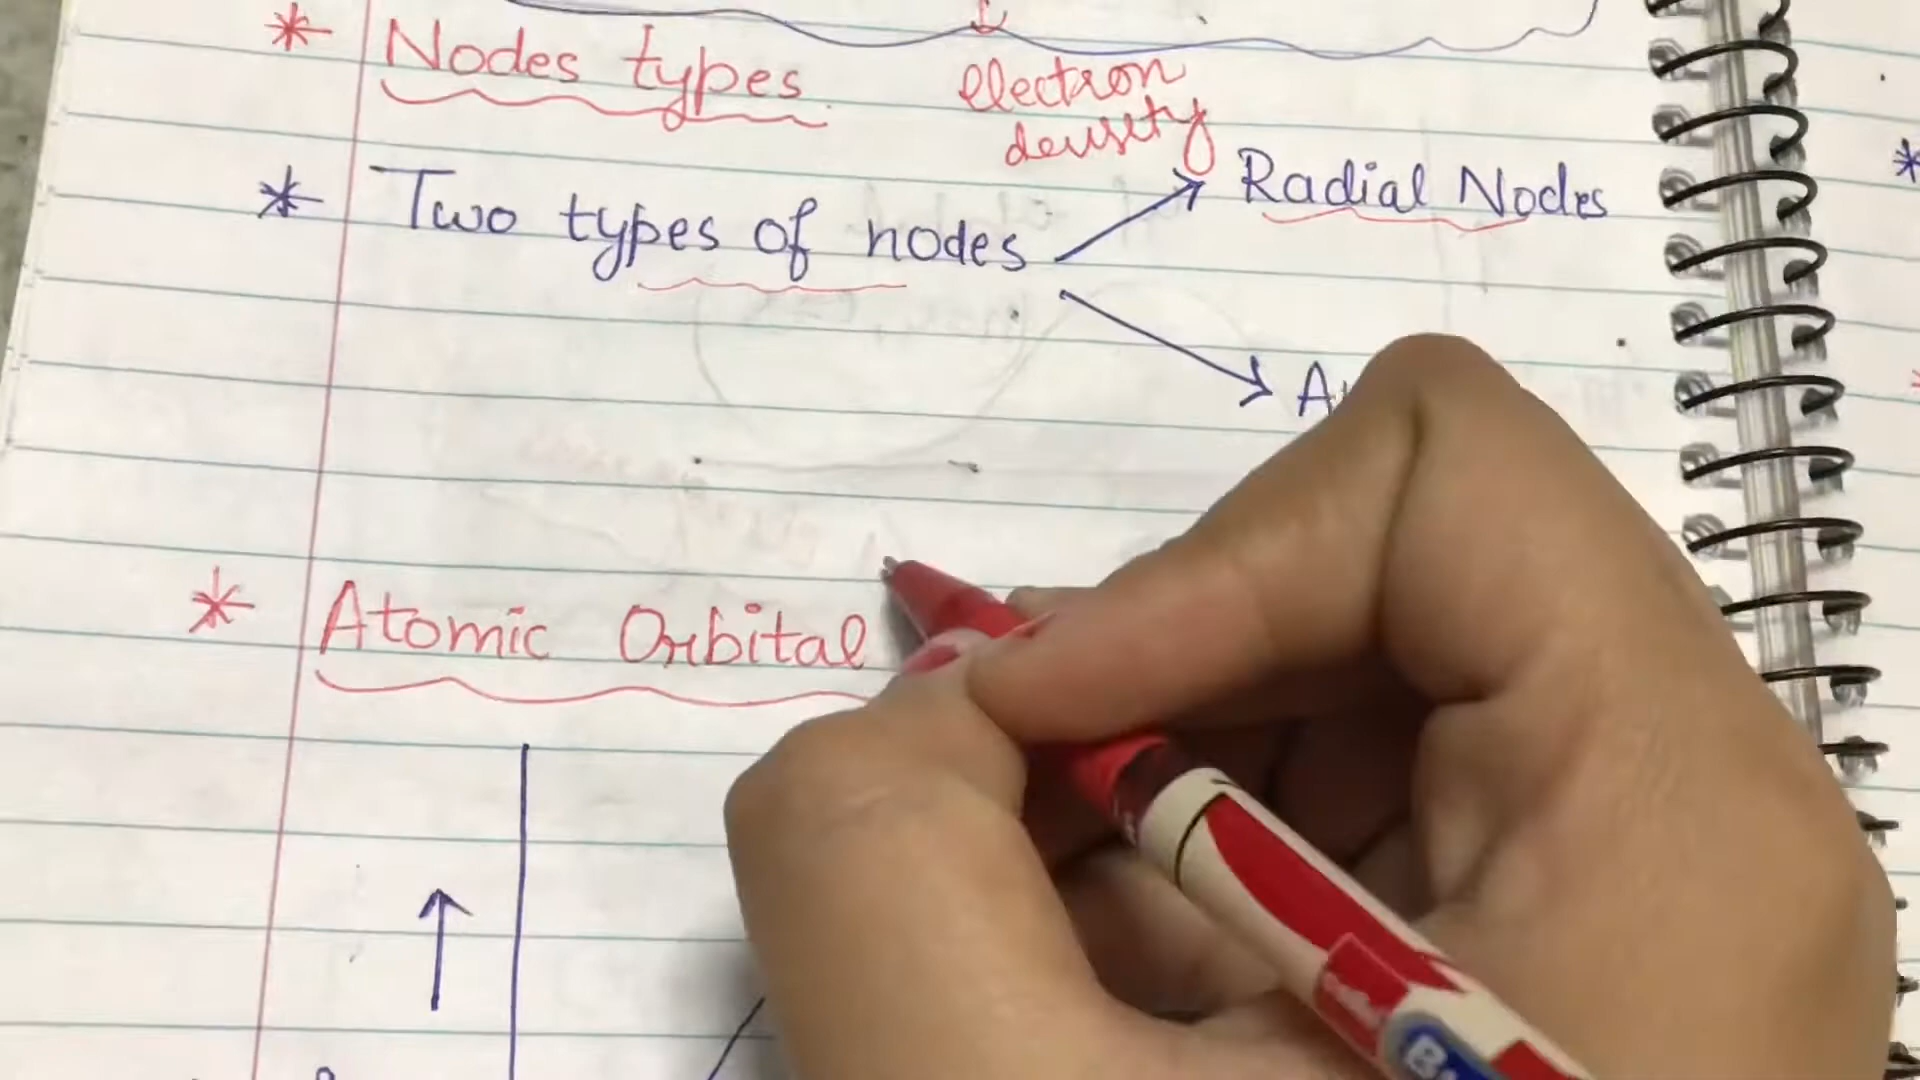 * Nodes types
electron
density
* Two types of nodes
Radial Nodes
* Atomic Orbital